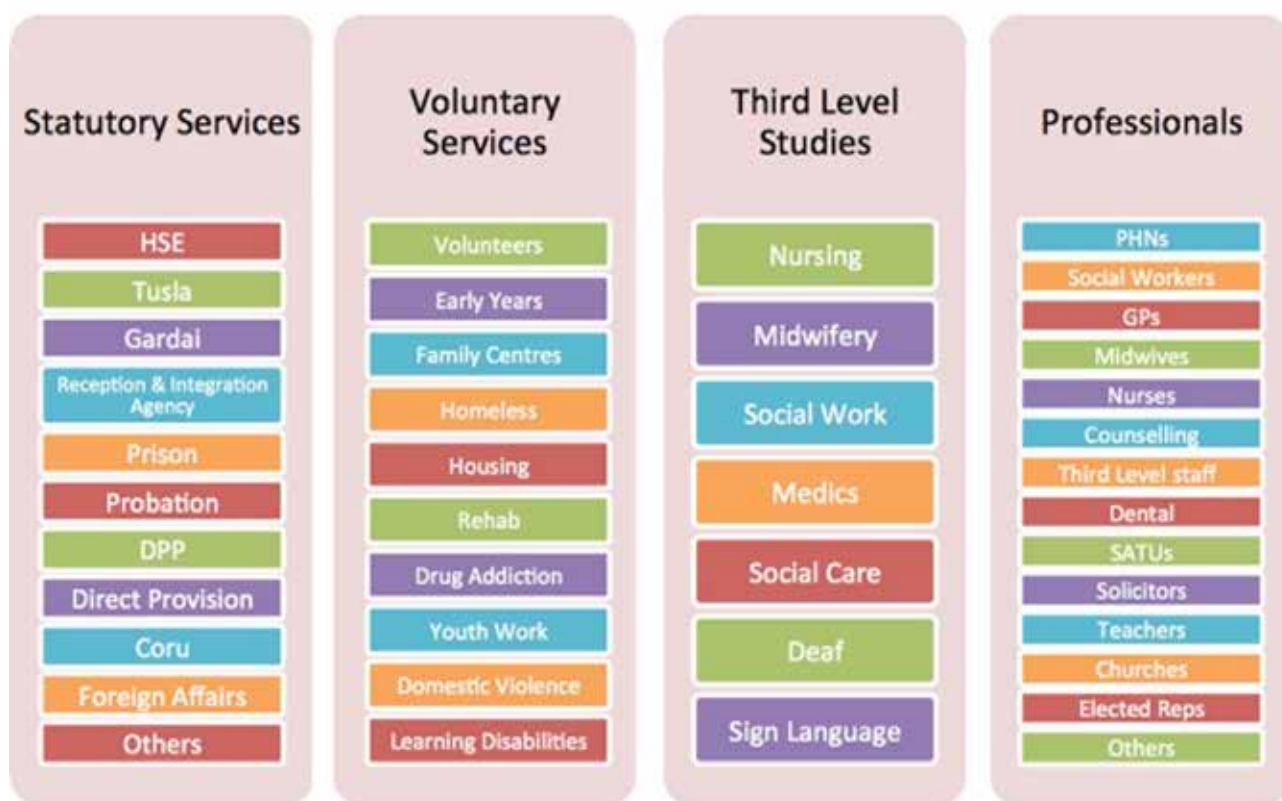 Statutory Services
HSE
Tusla
Gardai
Reception & Integration
Agency
Prison
Probation
DPP
Direct Provision
Coru
Foreign Affairs
Others
Voluntary
Services
Volunteers
Early Years
Family Centres
Homeless
Housing
Rehab
Drug Addiction
Youth Work
Domestic Violence
Learning Disabilities
Third Level
Studies
Nursing
Midwifery
Social Work
Medics
Social Care
Deaf
Sign Language
Professionals
PHNs
Social Workers
GPs
Midwives
Nurses
Counselling
Third Level staff
Dental
SATUs
Solicitors
Teachers
Churches
Elected Reps
Others